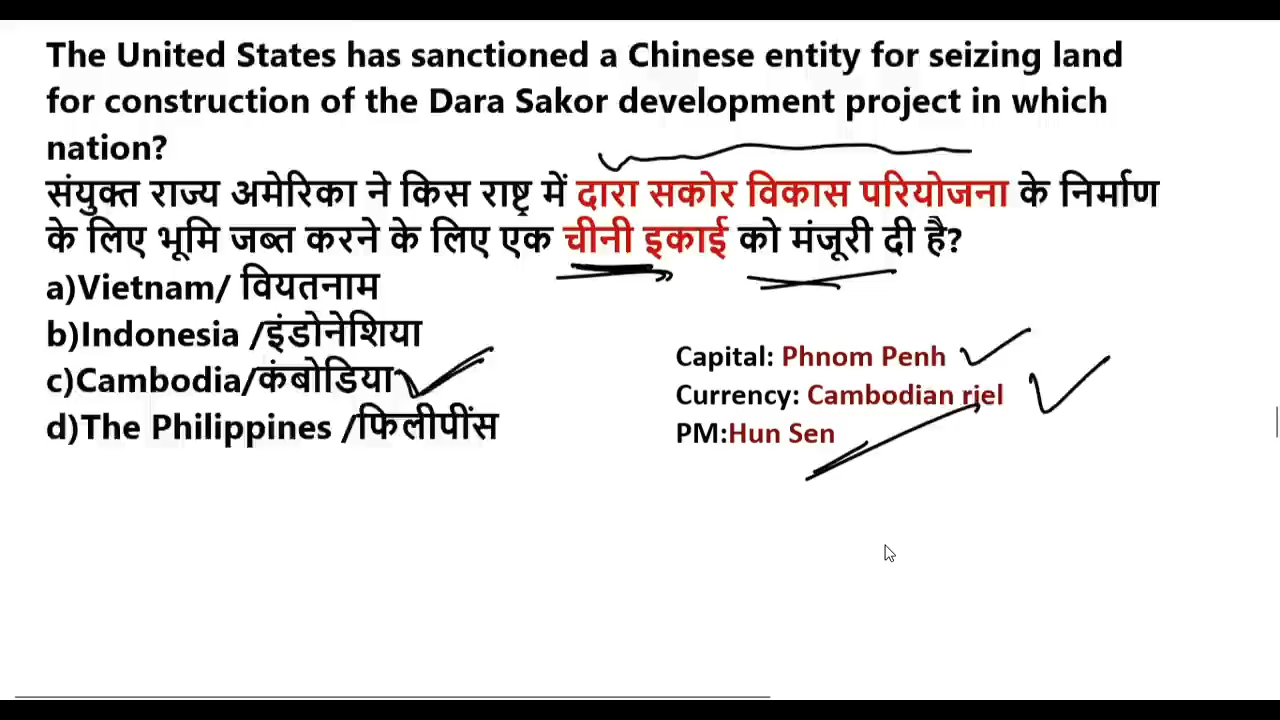 The United States has sanctioned a Chinese entity for seizing land
for construction of the Dara Sakor development project in which
nation?
संयुक्त राज्य अमेरिका ने किस राष्ट्र में दारा सकोर विकास परियोजना के निर्माण
के लिए भूमि जब्त करने के लिए एक चीनी इकाई को मंजूरी दी है?
a)Vietnam/ वियतनाम
b)Indonesia /इंडोनेशिया
c)Cambodia/कंबोडिया
d)The Philippines /फिलीपींस
Capital: Phnom Penh
Currency: Cambodian riel
PM:Hun Sen